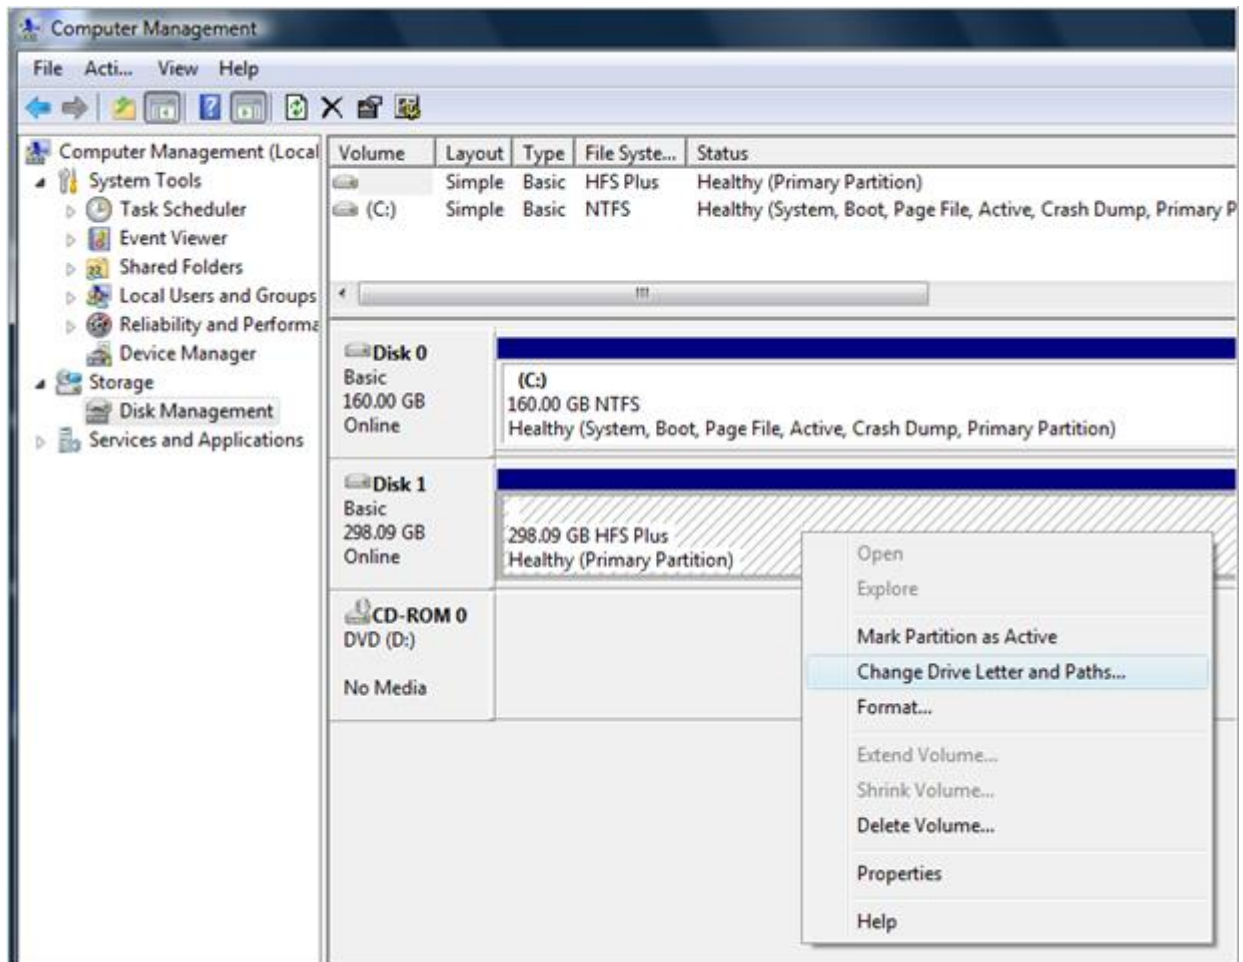 Computer Management
File Acti... View Help
Computer Management (Local
System Tools
Task Scheduler
Event Viewer
Shared Folders
Local Users and Groups
Reliability and Performa
Device Manager
Storage
Disk Management
Services and Applications
Volume Layout Type File Syste... Status
Simple Basic HFS Plus Healthy (Primary Partition)
(C:) Simple Basic NTFS Healthy (System, Boot, Page File, Active, Crash Dump, Primary P
Disk 0
Basic
160.00 GB
Online
(C:)
160.00 GB NTFS
Healthy (System, Boot, Page File, Active, Crash Dump, Primary Partition)
Disk 1
Basic
298.09 GB
Online
298.09 GB HFS Plus
Healthy (Primary Partition)
CD-ROM 0
DVD (D:)
No Media
Open
Explore
Mark Partition as Active
Change Drive Letter and Paths...
Format...
Extend Volume...
Shrink Volume...
Delete Volume...
Properties
Help